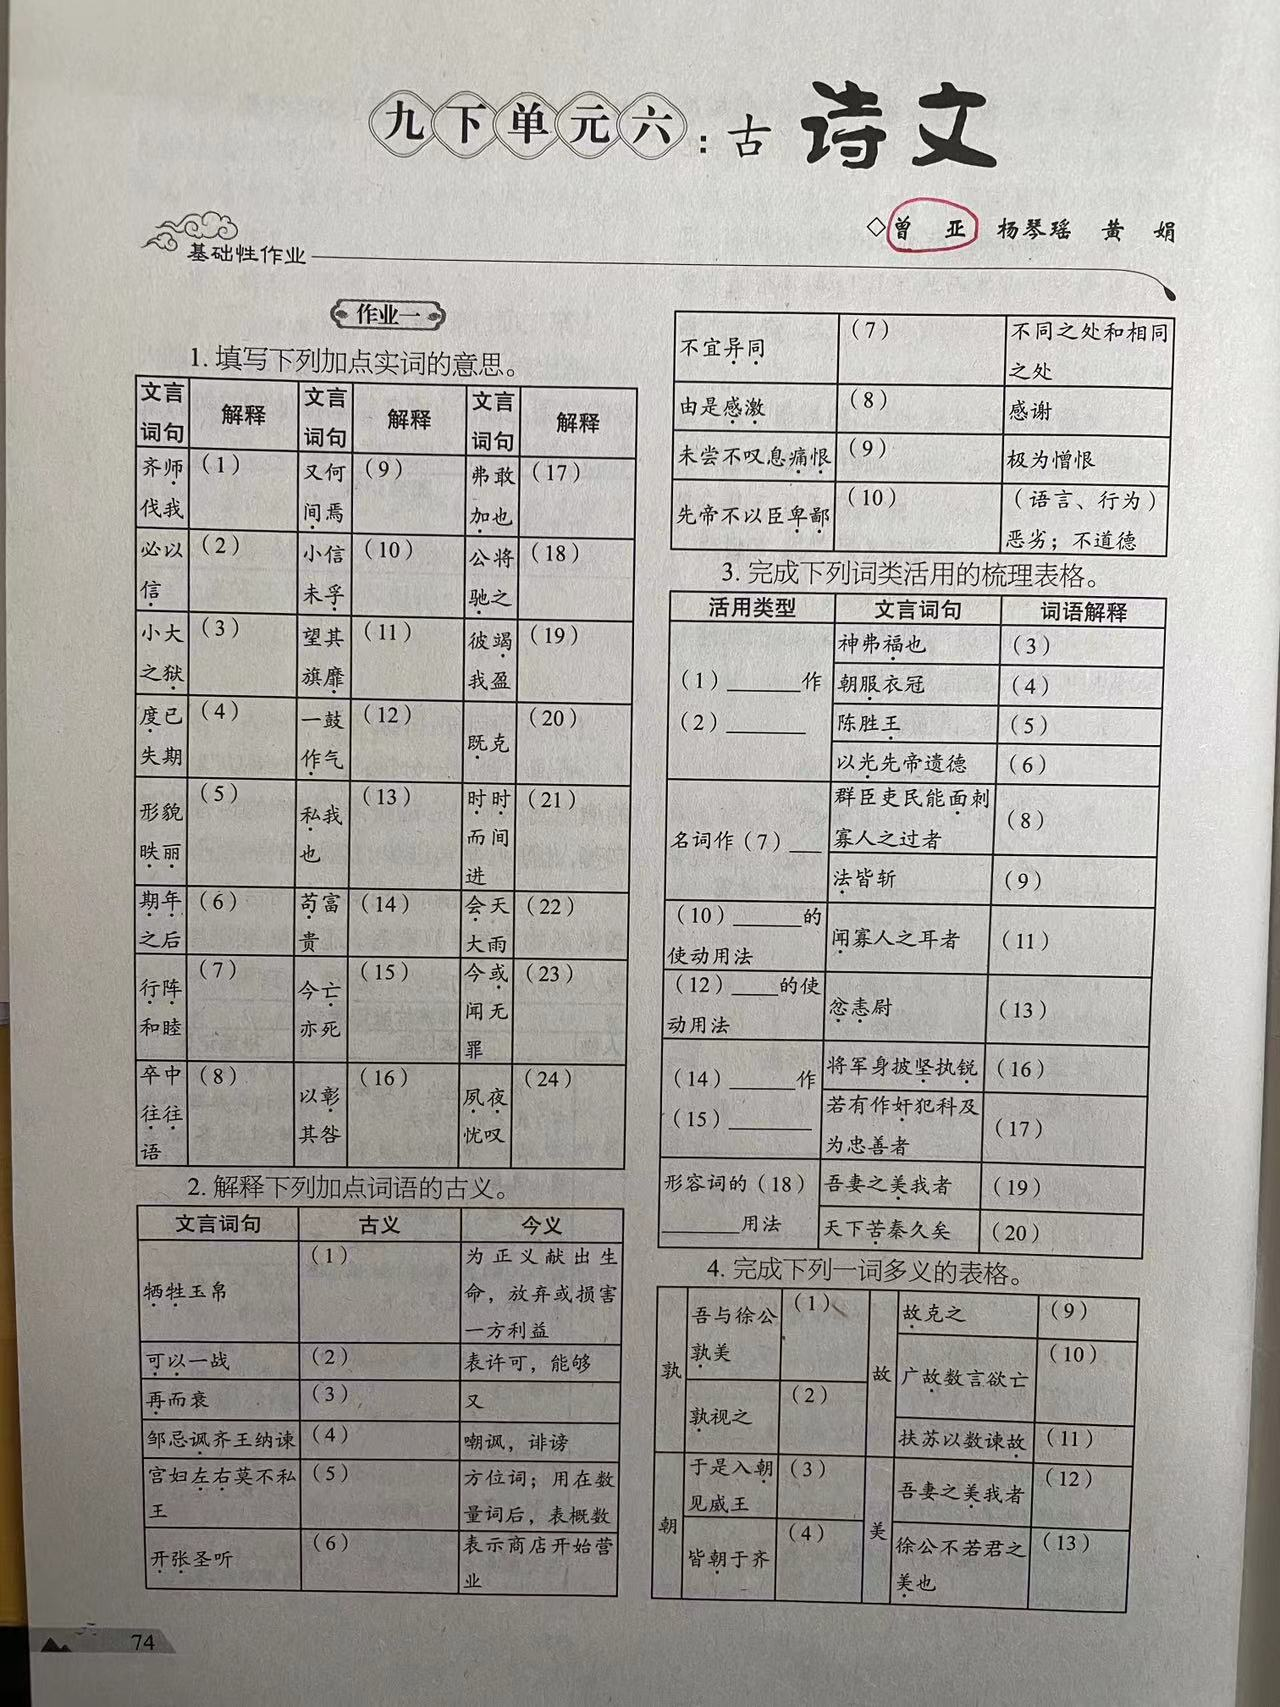 九下单元六：古诗文
◇曾 亚 杨琴瑶 黄 娟
基础性作业
作业一
1. 填写下列加点实词的意思。
文言词句 解释 文言词句 解释 文言词句 解释
齐师伐我 （1） 又何间焉 （9） 弗敢加也 （17）
必以信 （2） 小信未孚 （10） 公将驰之 （18）
小大之狱 （3） 望其旗靡 （11） 彼竭我盈 （19）
度已失期 （4） 一鼓作气 （12） 既克 （20）
形貌昳丽 （5） 私我也 （13） 时时而间进 （21）
期年之后 （6） 苟富贵 （14） 会天大雨 （22）
行阵和睦 （7） 今亡亦死 （15） 今或闻无罪 （23）
卒中往往语 （8） 以彰其咎 （16） 夙夜忧叹 （24）
2. 解释下列加点词语的古义。
文言词句 古义 今义
牺牲玉帛 （1） 为正义献出生命，放弃或损害一方利益
可以一战 （2） 表许可，能够
再而衰 （3） 又
邹忌讽齐王纳谏 （4） 嘲讽，诽谤
宫妇左右莫不私王 （5） 方位词；用在数量词后，表概数
开张圣听 （6） 表示商店开始营业
不宜异同 （7） 不同之处和相同之处
由是感激 （8） 感谢
未尝不叹息痛恨 （9） 极为憎恨
先帝不以臣卑鄙 （10） （语言、行为）恶劣；不道德
3. 完成下列词类活用的梳理表格。
活用类型 文言词句 词语解释
（1）______作（2）______ 神弗福也 （3）
朝服衣冠 （4）
陈胜王 （5）
以光先帝遗德 （6）
名词作（7）___ 群臣吏民能面刺寡人之过者 （8）
法皆斩 （9）
（10）______的使动用法 闻寡人之耳者 （11）
（12）____的使动用法 忿恚尉 （13）
（14）______作（15）______ 将军身披坚执锐 （16）
若有作奸犯科及为忠善者 （17）
形容词的（18）______用法 吾妻之美我者 （19）
天下苦秦久矣 （20）
4. 完成下列一词多义的表格。
孰 吾与徐公孰美 （1） 故 故克之 （9）
孰视之 （2） 广故数言欲亡 （10）
扶苏以数谏故 （11）
朝 于是入朝见威王 （3） 美 吾妻之美我者 （12）
皆朝于齐 （4） 徐公不若君之美也 （13）
74